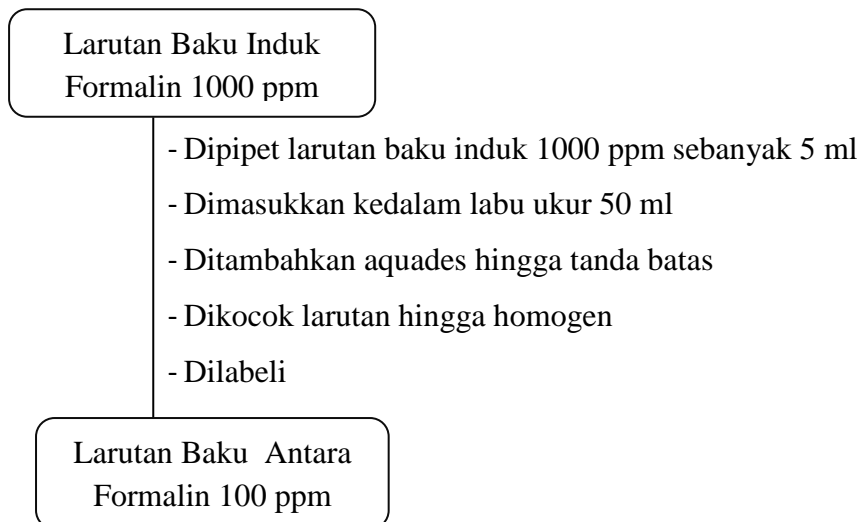 Larutan Baku Induk
Formalin 1000 ppm
- Dipipet larutan baku induk 1000 ppm sebanyak 5 ml
- Dimasukkan kedalam labu ukur 50 ml
- Ditambahkan aquades hingga tanda batas
- Dikocok larutan hingga homogen
- Dilabeli
Larutan Baku Antara
Formalin 100 ppm